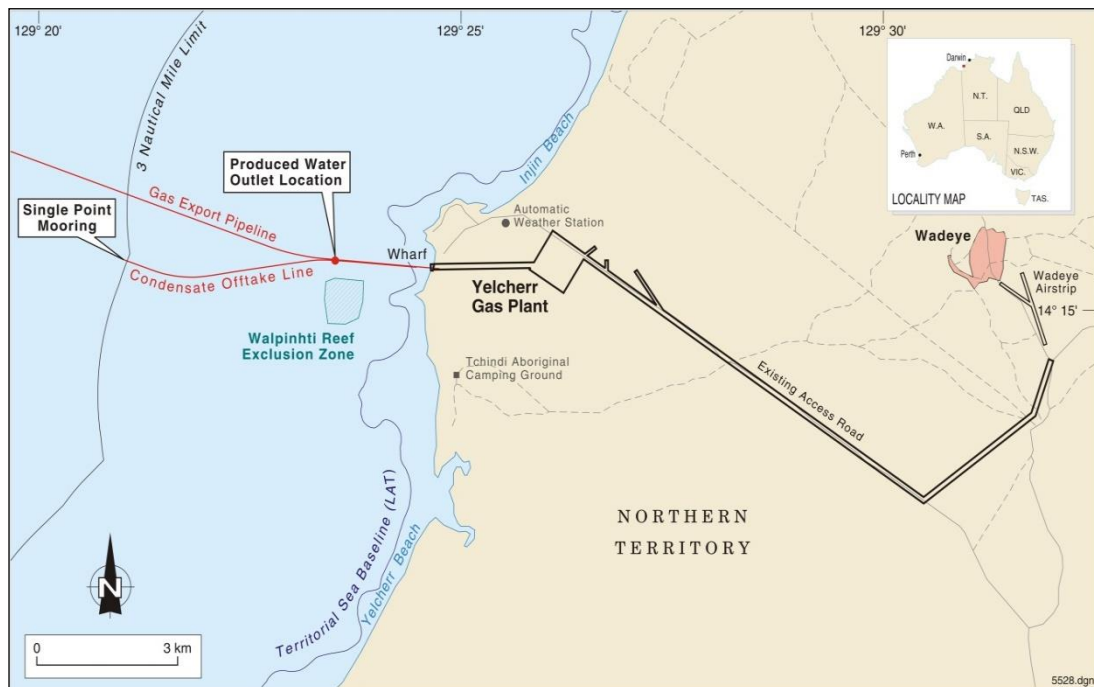 129° 20'
129° 25'
129° 30'
3 Nautical Mile Limit
Produced Water
Outlet Location
Gas Export Pipeline
Single Point
Mooring
Condensate Offtake Line
Walpinhti Reef
Exclusion Zone
Injin Beach
Automatic
Weather Station
Wharf
Yelcherr
Gas Plant
Tchindi Aboriginal
Camping Ground
Existing Access Road
Darwin
N.T.
W.A.
QLD
S.A.
N.S.W.
Perth
VIC.
TAS.
LOCALITY MAP
Wadeye
Wadeye
Airstrip
14° 15'
NORTHERN
TERRITORY
Territorial Sea Baseline (LAT)
Yelcherr Beach
N
0
3 km
5528.dgn